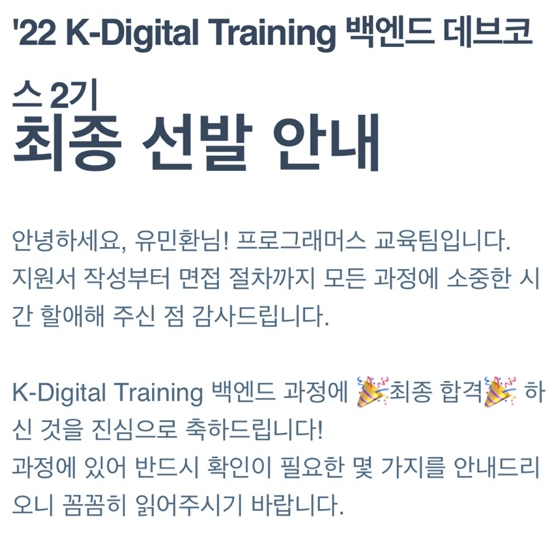 '22 K-Digital Training 백엔드 데브코
스 2기
최종 선발 안내
안녕하세요, 유민환님! 프로그래머스 교육팀입니다.
지원서 작성부터 면접 절차까지 모든 과정에 소중한 시
간 할애해 주신 점 감사드립니다.
K-Digital Training 백엔드 과정에 🎉최종 합격🎉 하
신 것을 진심으로 축하드립니다!
과정에 있어 반드시 확인이 필요한 몇 가지를 안내드리
오니 꼼꼼히 읽어주시기 바랍니다.